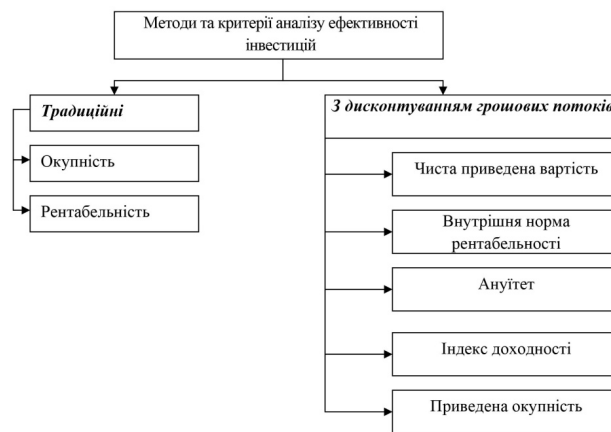 Методи та критерії аналізу ефективності
інвестицій
Традиційні
Окупність
Рентабельність
З дисконтуванням грошових потоків
Чиста приведена вартість
Внутрішня норма
рентабельності
Ануїтет
Індекс доходності
Приведена окупність